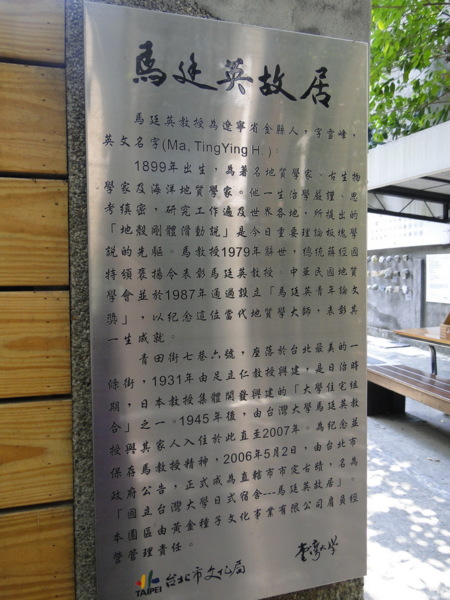 馬廷英故居
馬廷英教授為遼寧省金縣人，字雪峰，
英文名字(Ma, TingYing H. )。
1899年出生，為著名地質學家、古生物
學家及海洋地質學家。他一生治學嚴謹，思
考縝密，研究工作遍及世界各地，所提出的
「地殼剛體滑動說」是今日重要理論板塊學
說的先驅。馬教授1979年辭世，總統蔣經國
特頒褒揚令表彰馬廷英教授。中華民國地質
學會並於1987年通過設立「馬廷英青年論文
獎」，以紀念這位當代地質學大師，表彰其
一生成就。
青田街七巷六號，座落於台北最美的一
條街，1931年由足立仁教授興建，是日治時
期，日本教授集體開發興建的「大學住宅組
合」之一。1945年後，由台灣大學馬廷英教
授與其家人入住於此直至2007年。為紀念並
保存馬教授精神，2006年5月2日，由台北市
政府公告，正式成為直轄市市定古蹟，名為
「國立台灣大學日式宿舍---馬廷英故居」。
本園區由黃金種子文化事業有限公司肩負經
營管理責任。
TAIPEI 台北市文化局
臺灣大學